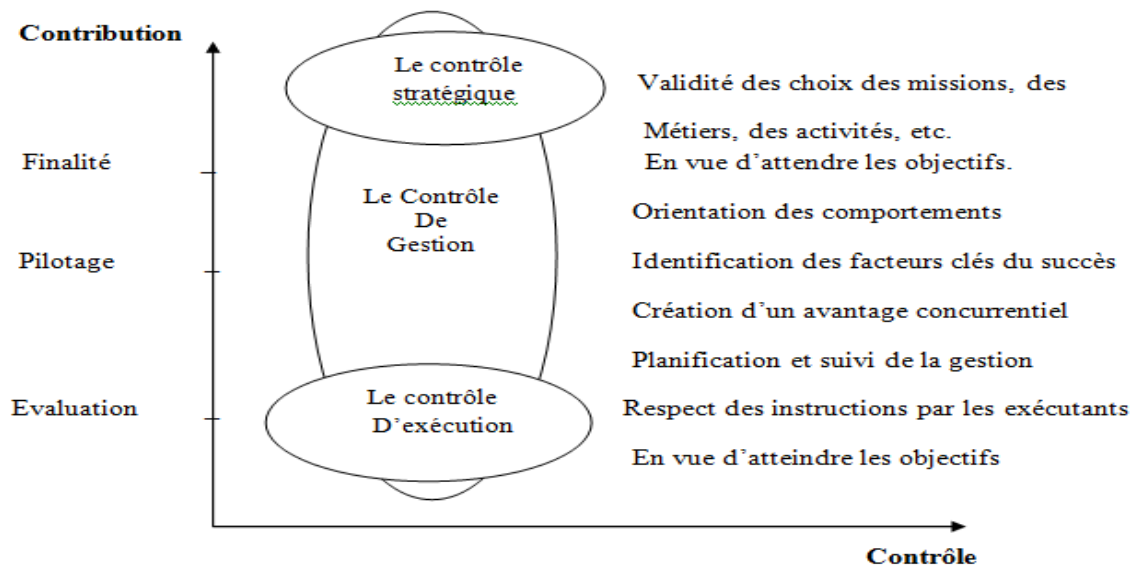 Contribution
Le contrôle
stratégique
Validité des choix des missions, des
Métiers, des activités, etc.
Finalité
En vue d’attendre les objectifs.
Le Contrôle
De
Gestion
Orientation des comportements
Pilotage
Identification des facteurs clés du succès
Création d’un avantage concurrentiel
Planification et suivi de la gestion
Le contrôle
D’exécution
Evaluation
Respect des instructions par les exécutants
En vue d’atteindre les objectifs
Contrôle